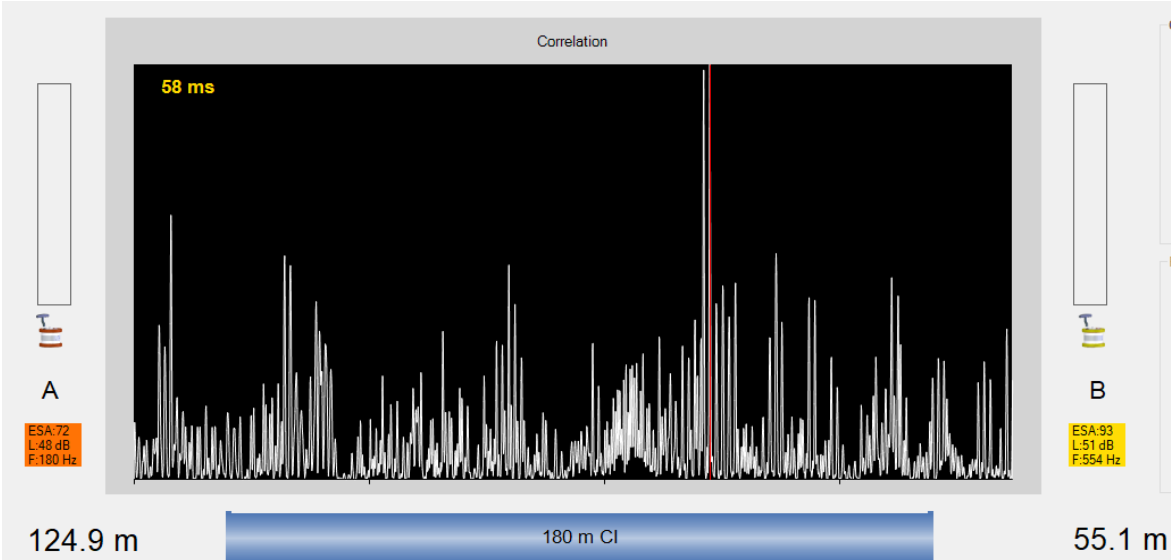 Correlation
58 ms
A
B
ESA:72
L:48 dB
F:180 Hz
ESA:93
L:51 dB
F:554 Hz
124.9 m
180 m CI
55.1 m